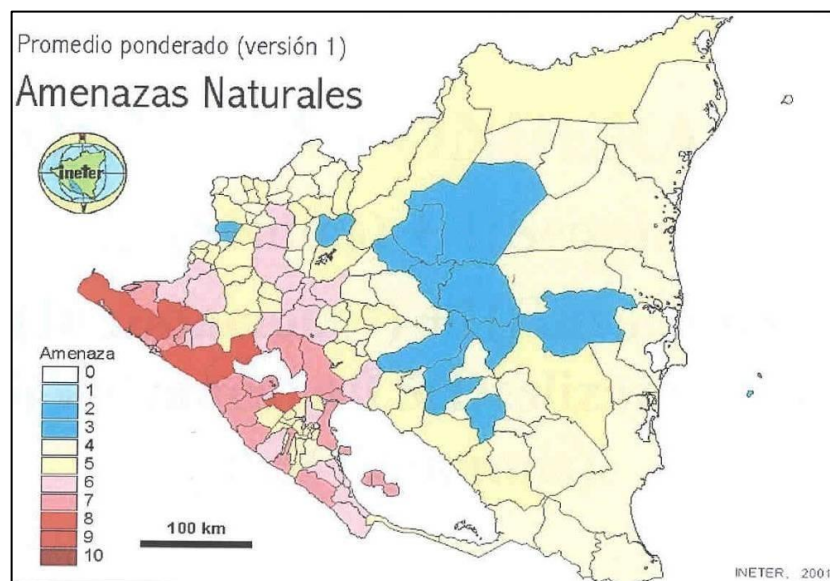 Promedio ponderado (versión 1)
Amenazas Naturales
ineter
Amenaza
0
1
2
3
4
5
6
7
8
9
10
100 km
INETER, 2001